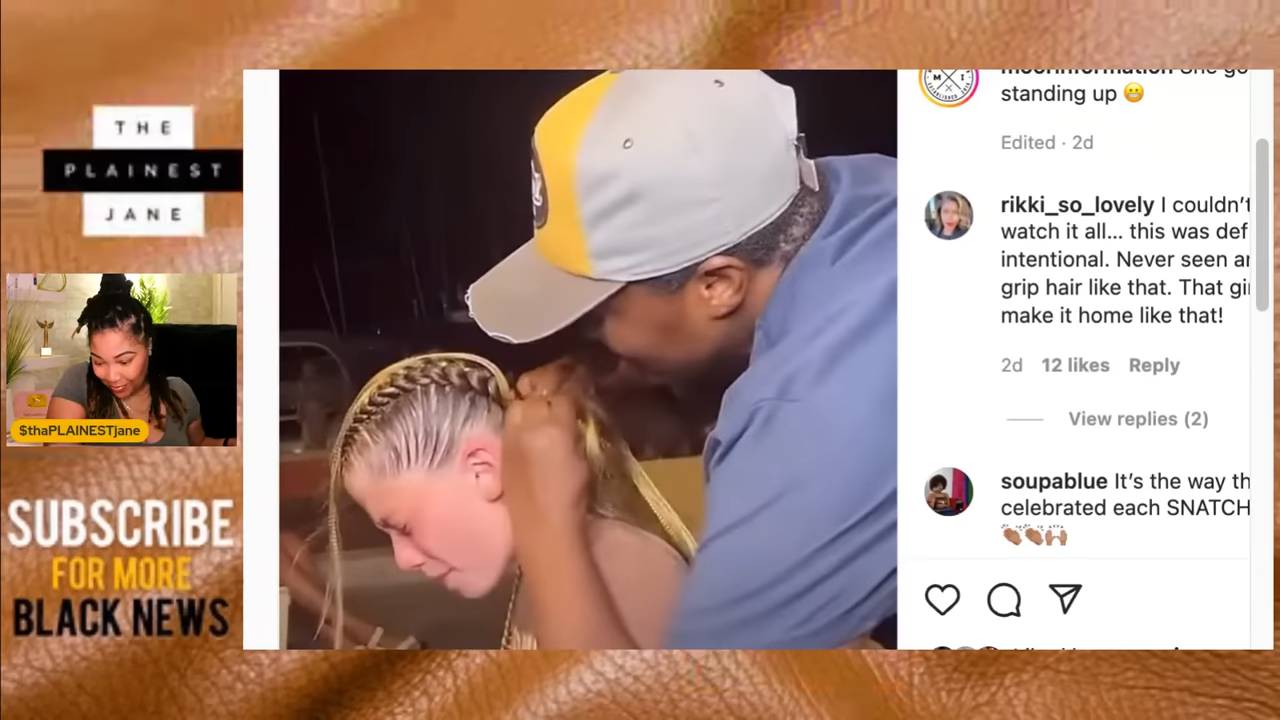 THE
PLAINEST
JANE
$thaPLAINESTjane
SUBSCRIBE
FOR MORE
BLACK NEWS
M I
standing up 😬
Edited · 2d
rikki_so_lovely I couldn't
watch it all... this was def
intentional. Never seen
grip hair like that. That
make it home like that!
2d 12 likes Reply
View replies (2)
soupablue It's the way th
celebrated each SNATCH
👏🏽👏🏽🙌🏽